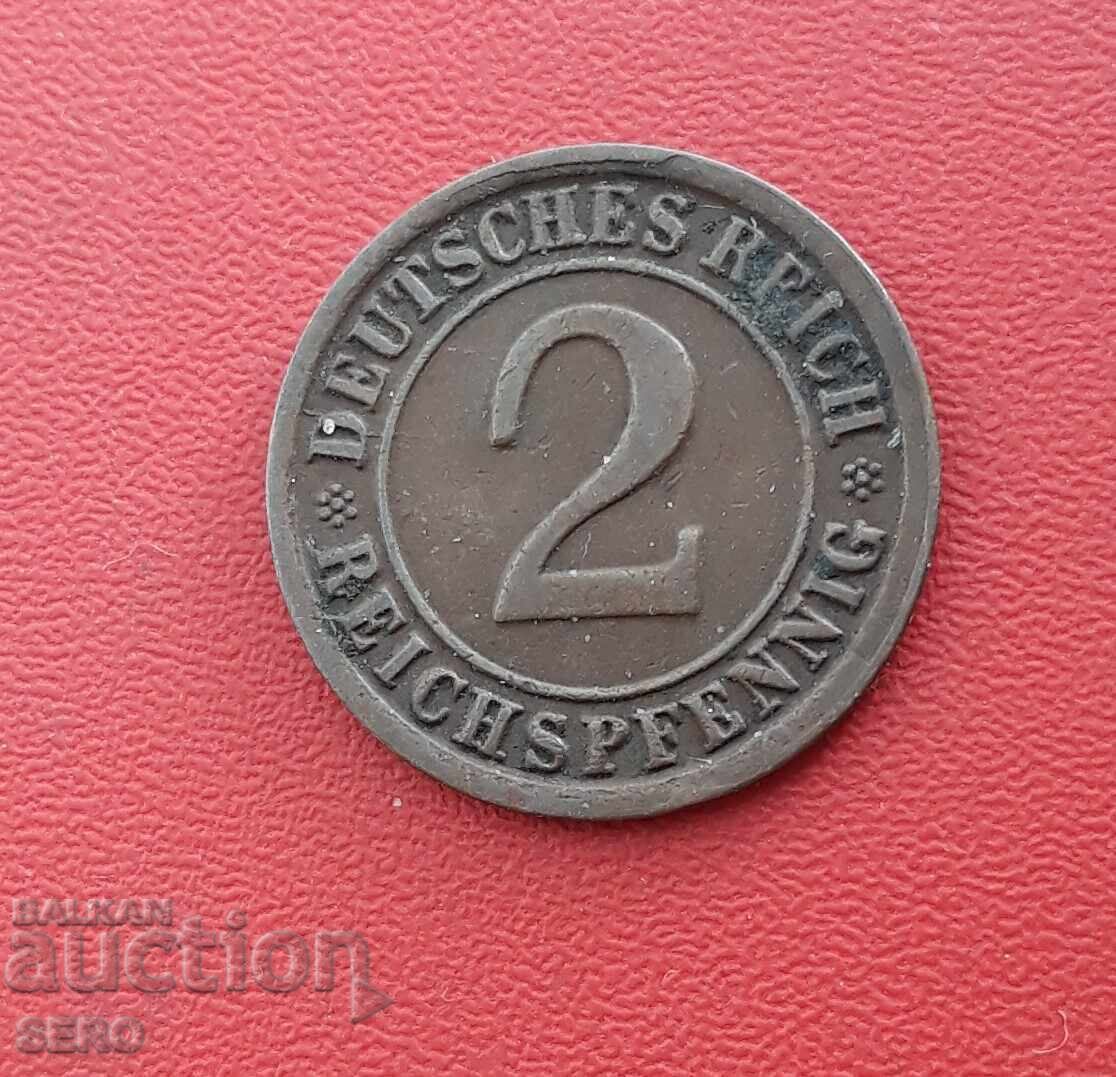 DEUTSCHES REICH
2
REICHSPFENNIG
BALKAN
auction
SERO